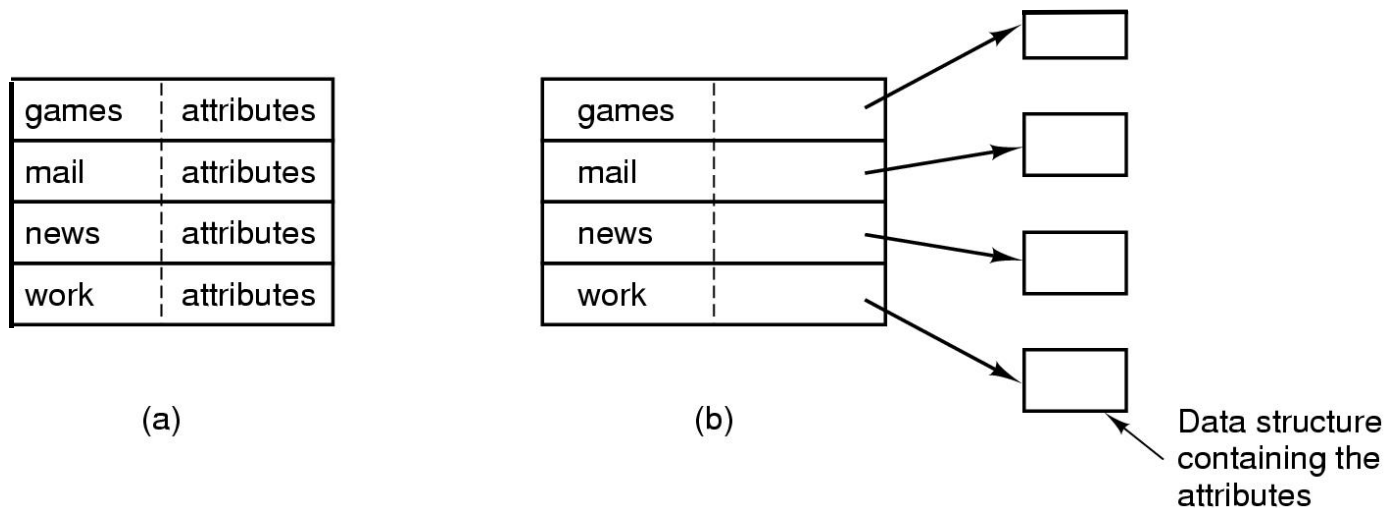 games attributes
mail attributes
news attributes
work attributes
(a)
games
mail
news
work
(b)
Data structure
containing the
attributes